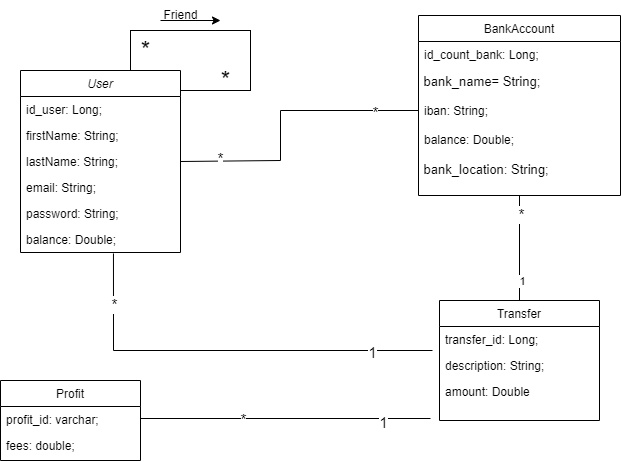 Friend
*
*
User
id_user: Long;
firstName: String;
lastName: String;
email: String;
password: String;
balance: Double;
BankAccount
id_count_bank: Long;
bank_name= String;
iban: String;
balance: Double;
bank_location: String;
*
*
*
1
*
1
Transfer
transfer_id: Long;
description: String;
amount: Double
Profit
profit_id: varchar;
fees: double;
*
1